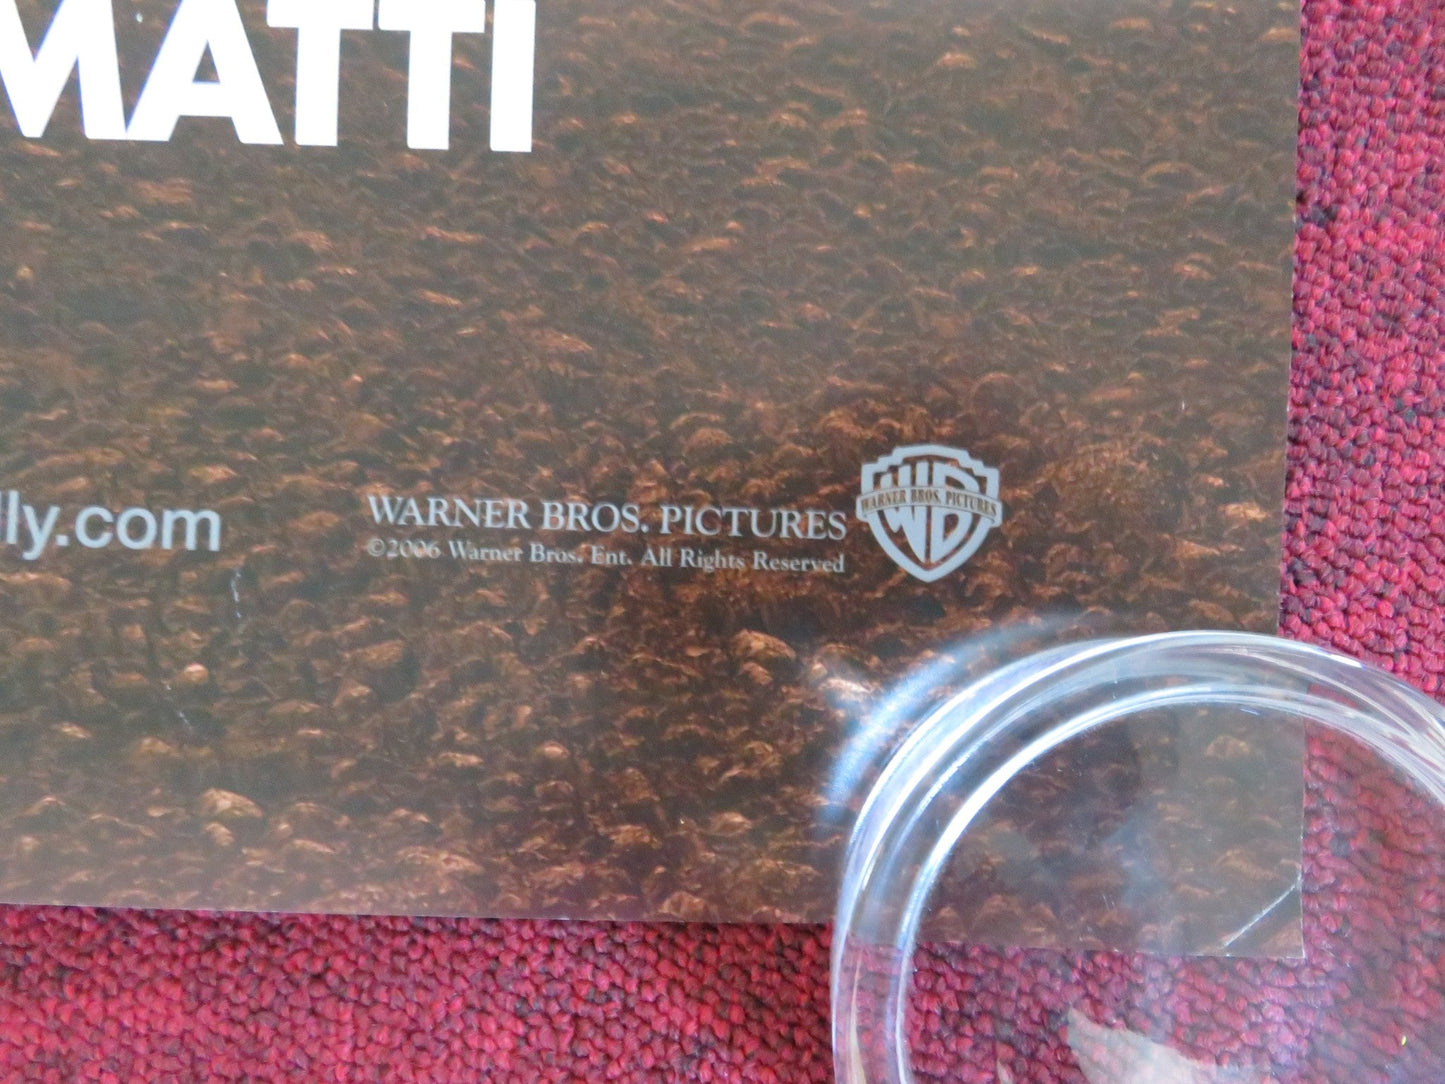 MATTI
lly.com
WARNER BROS. PICTURES
©2006 Warner Bros. Ent. All Rights Reserved
WARNER BROS. PICTURES
WB